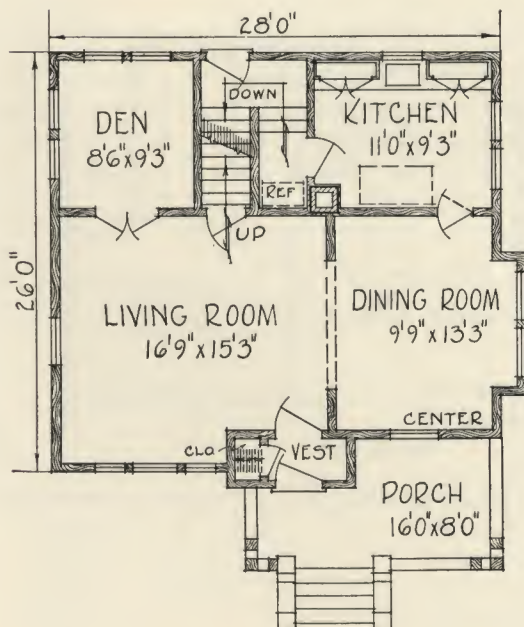 28'0"
DOWN
DEN
8'6"x9'3"
KITCHEN
11'0"x9'3"
REF
UP
26'0"
LIVING ROOM
16'9"x15'3"
DINING ROOM
9'9"x13'3"
CENTER
CLO
VEST
PORCH
16'0"x8'0"